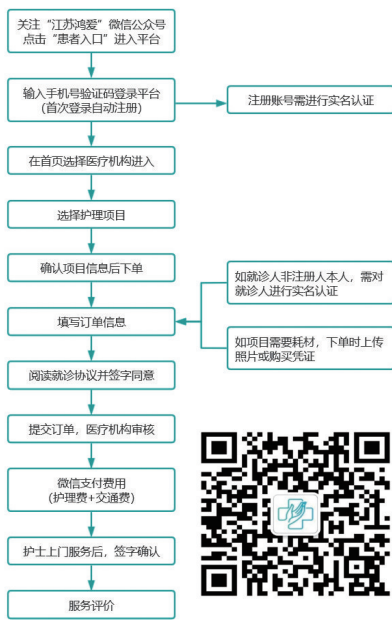 关注“江苏鸿爱”微信公众号
点击“患者入口”进入平台
输入手机号验证码登录平台
(首次登录自动注册)
注册账号需进行实名认证
在首页选择医疗机构进入
选择护理项目
确认项目信息后下单
如就诊人非注册人本人，需对
就诊人进行实名认证
填写订单信息
如项目需要耗材，下单时上传
照片或购买凭证
阅读就诊协议并签字同意
提交订单，医疗机构审核
微信支付费用
(护理费+交通费)
护士上门服务后，签字确认
服务评价